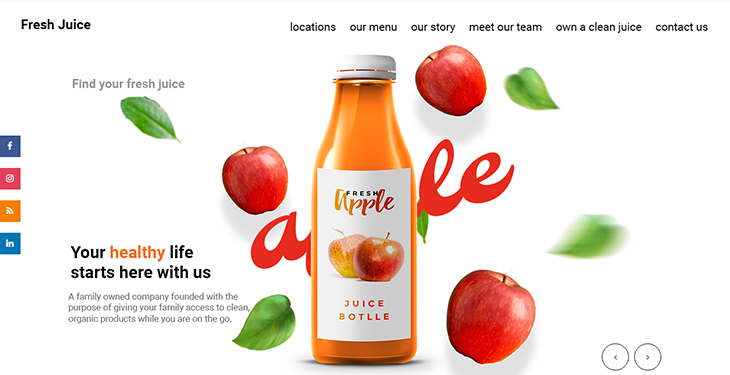 Fresh Juice
locations our menu our story meet our team own a clean juice contact us
Find your fresh juice
apple
FRESH
Apple
JUICE
BOTLLE
Your healthy life
starts here with us
A family owned company founded with the
purpose of giving your family access to clean,
organic products while you are on the go.